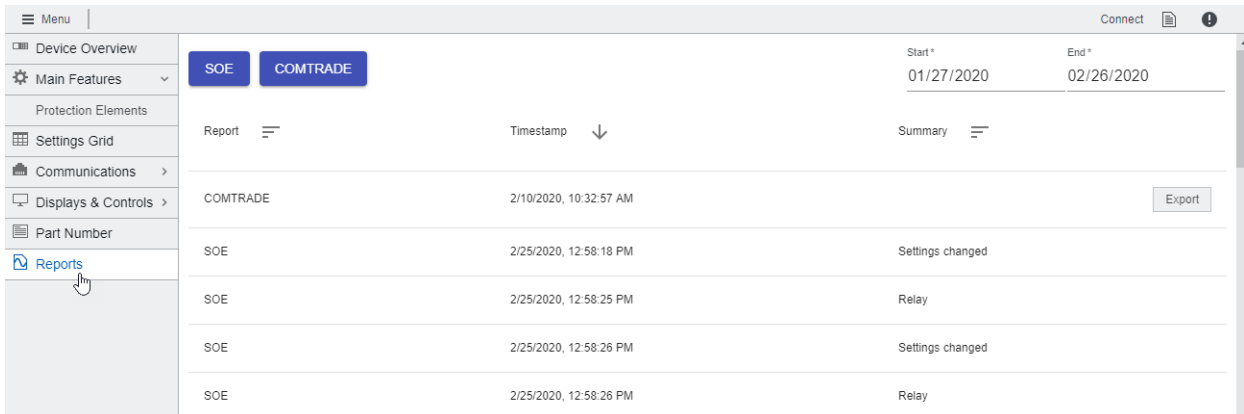 Menu
Connect
Device Overview
Main Features
Protection Elements
Settings Grid
Communications
Displays & Controls
Part Number
Reports
SOE COMTRADE
Start * End *
01/27/2020 02/26/2020
Report Timestamp Summary
COMTRADE 2/10/2020, 10:32:57 AM Export
SOE 2/25/2020, 12:58:18 PM Settings changed
SOE 2/25/2020, 12:58:25 PM Relay
SOE 2/25/2020, 12:58:26 PM Settings changed
SOE 2/25/2020, 12:58:26 PM Relay